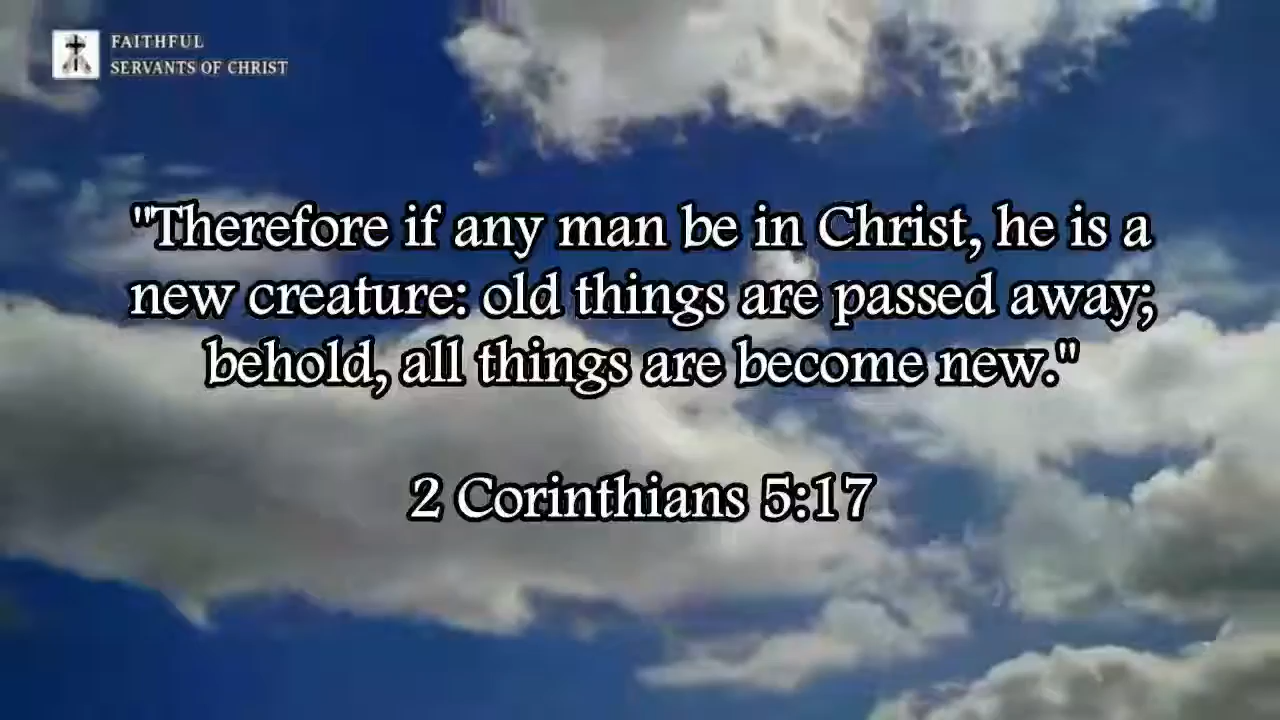 FAITHFUL
SERVANTS OF CHRIST
"Therefore if any man be in Christ, he is a
new creature: old things are passed away;
behold, all things are become new."
2 Corinthians 5:17